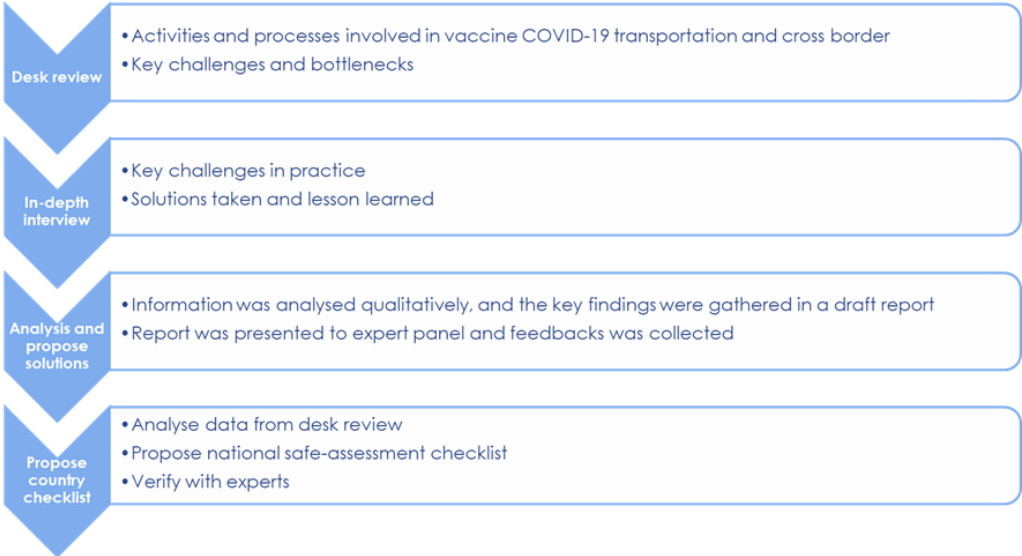 Desk review
•Activities and processes involved in vaccine COVID-19 transportation and cross border
•Key challenges and bottlenecks
In-depth
interview
•Key challenges in practice
•Solutions taken and lesson learned
Analysis and
propose
solutions
•Information was analysed qualitatively, and the key findings were gathered in a draft report
•Report was presented to expert panel and feedbacks was collected
Propose
country
checklist
•Analyse data from desk review
•Propose national safe-assessment checklist
•Verify with experts